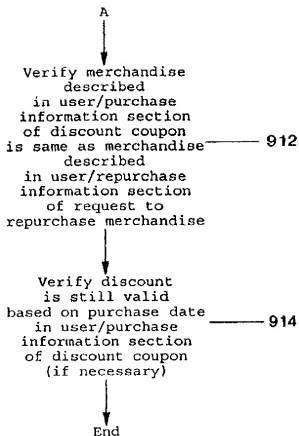 A
Verify merchandise
described
in user/purchase
information section
of discount coupon
is same as merchandise
described
in user/repurchase
information section
of request to
repurchase merchandise
912
Verify discount
is still valid
based on purchase date
in user/purchase
information section
of discount coupon
(if necessary)
914
End